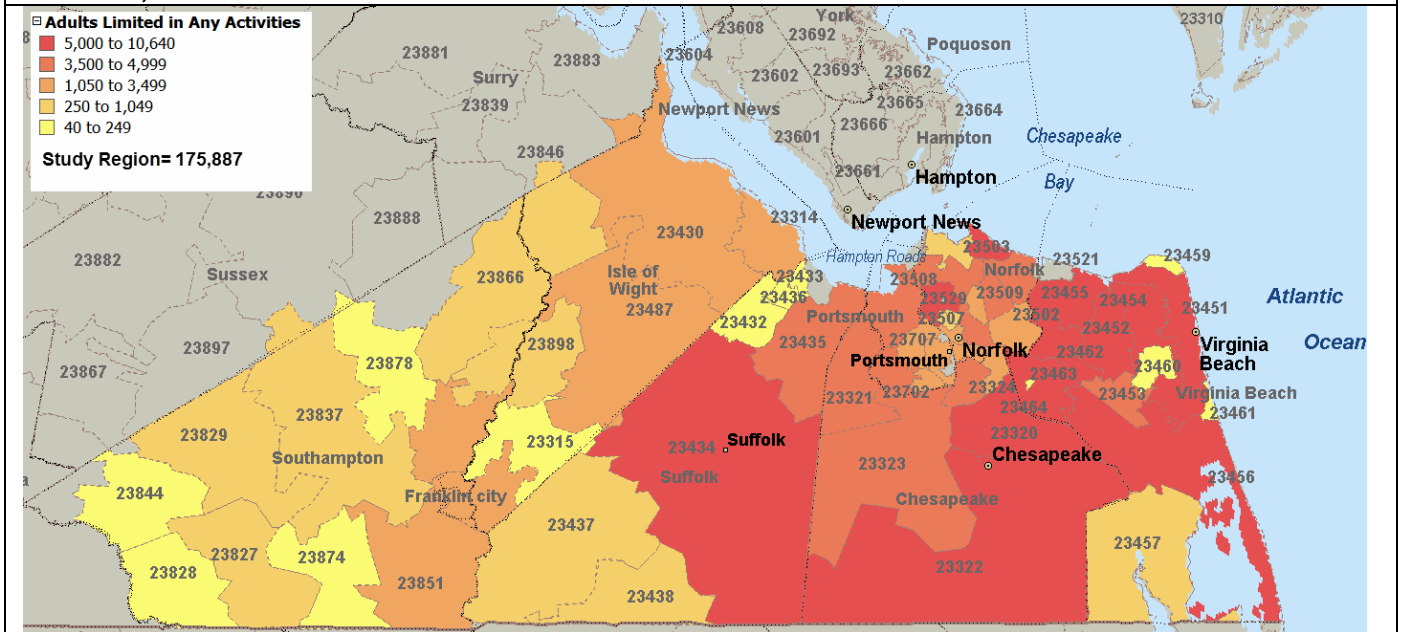 Adults Limited in Any Activities
5,000 to 10,640
3,500 to 4,999
1,050 to 3,499
250 to 1,049
40 to 249
Study Region= 175,887
23310
York
23608
23692
Poquoson
23881
23883
23604
23693
23662
23602
Surry
23839
Newport News
23665
23664
23666
Hampton
23601
Chesapeake
23846
23661
Hampton
Bay
23890
23888
23314
Newport News
23430
23503
Hampton Roads
23882
Sussex
23866
Isle of
Wight
23433
23508
Norfolk
23521
23459
23436
23529
23509
23455
23454
Atlantic
23487
23451
23432
Portsmouth
23507
23502
23452
Ocean
23897
23898
23435
23707
Norfolk
23462
Virginia
Beach
23867
23878
Portsmouth
23463
23460
23321
23702
23324
23453
Virginia Beach
23837
23464
23461
23829
23315
23434
Suffolk
23320
Southampton
Chesapeake
23844
Franklin city
Suffolk
23323
23456
Chesapeake
23437
23827
23874
23457
23828
23851
23438
23322